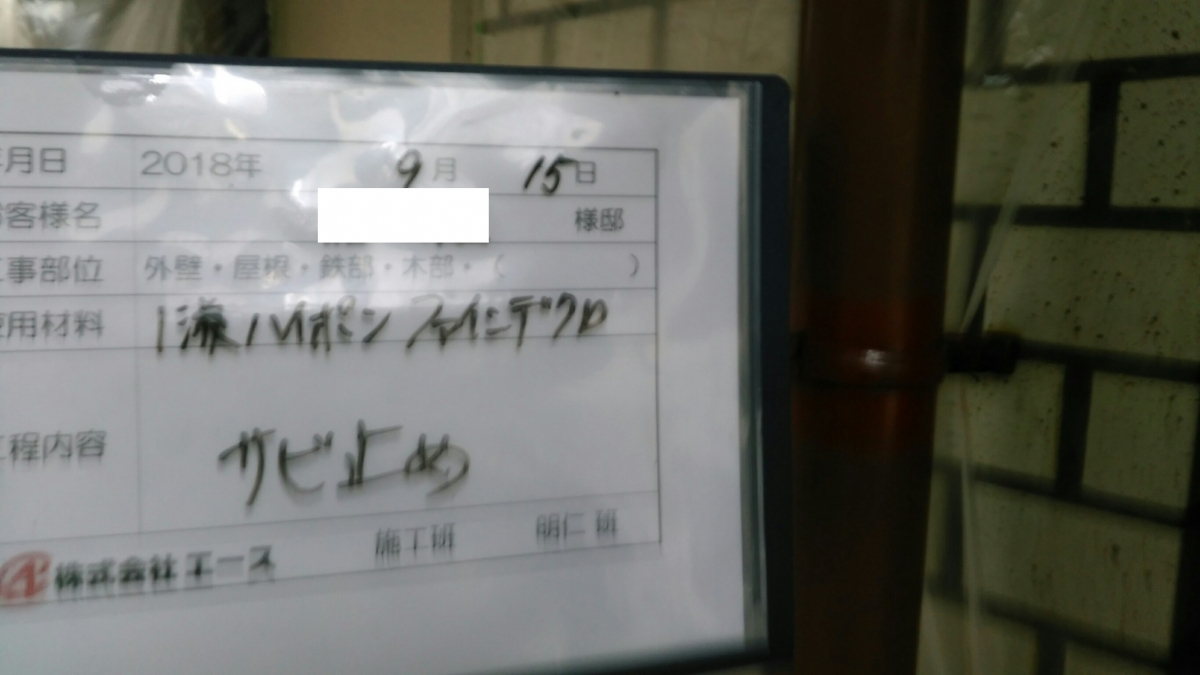 月日 2018年 9月 15日
客様名 様邸
事部位 外壁・屋根・鉄部・木部・( )
用材料 1液ハイポン ファインデクロ
程内容 サビ止め
株式会社エース 施工班 明仁 班